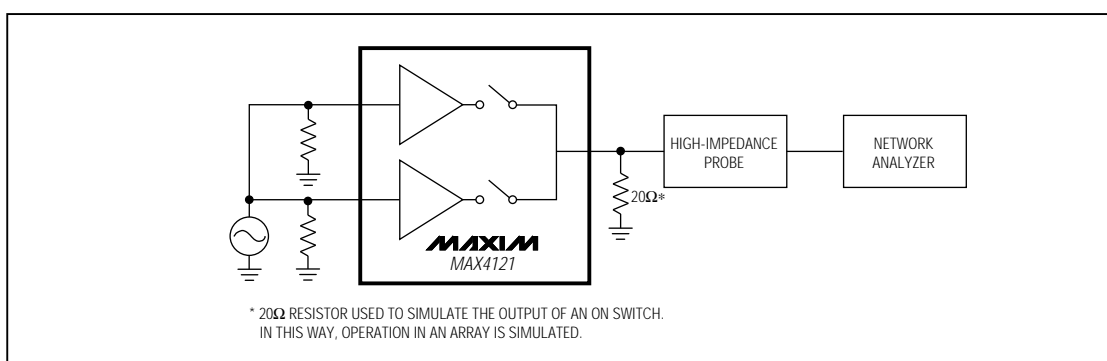 HIGH-IMPEDANCE
PROBE
NETWORK
ANALYZER
20Ω*
MAXIM
MAX4121
* 20Ω RESISTOR USED TO SIMULATE THE OUTPUT OF AN ON SWITCH.
IN THIS WAY, OPERATION IN AN ARRAY IS SIMULATED.